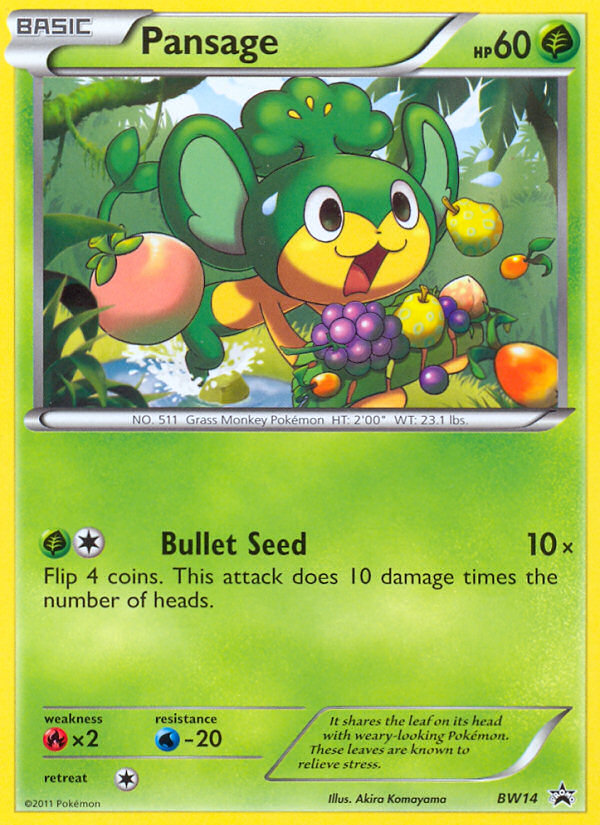 BASIC
Pansage
HP60
NO. 511 Grass Monkey Pokémon HT: 2'00" WT: 23.1 lbs.
Bullet Seed 10×
Flip 4 coins. This attack does 10 damage times the
number of heads.
weakness resistance
×2 -20
retreat
It shares the leaf on its head
with weary-looking Pokémon.
These leaves are known to
relieve stress.
©2011 Pokémon Illus. Akira Komayama BW14 PROMO